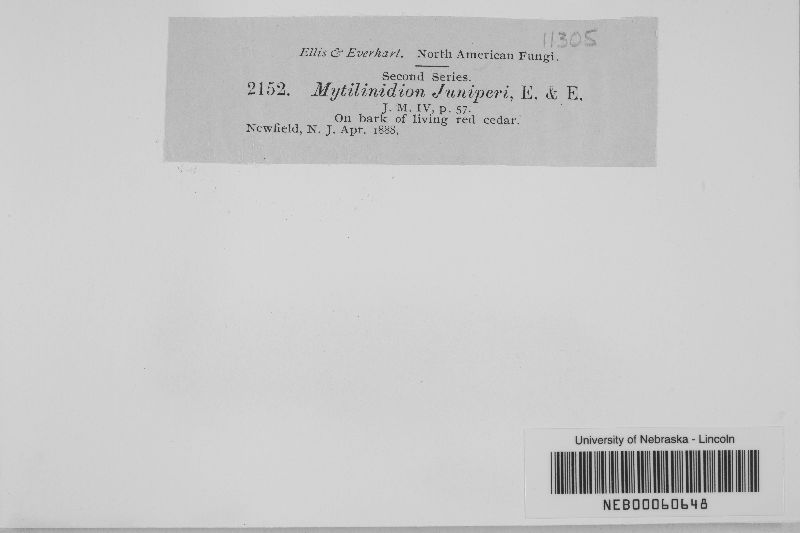 11305
Ellis & Everhart. North American Fungi.
Second Series.
2152. Mytilinidion Juniperi, E. & E.
J. M. IV, p. 57.
On bark of living red cedar.
Newfield, N. J. Apr. 1888.
University of Nebraska - Lincoln
NEB00060648